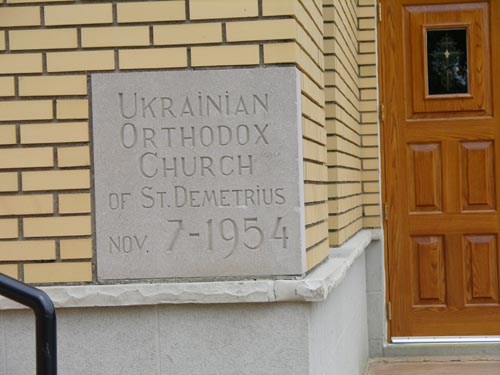 UKRAiNiAN
ORTHODOX
CHURCH
OF ST. DEMETRiUS
NOV. 7-1954